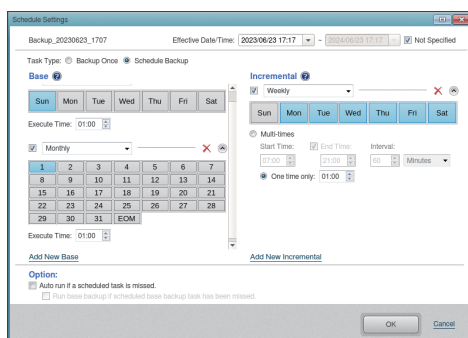 Schedule Settings
Backup_20230623_1707
Effective Date/Time: 2023/06/23 17:17 ~ 2024/06/23 17:17 Not Specified
Task Type: Backup Once Schedule Backup
Base
Sun Mon Tue Wed Thu Fri Sat
Execute Time: 01:00
Monthly
1 2 3 4 5 6 7
8 9 10 11 12 13 14
15 16 17 18 19 20 21
22 23 24 25 26 27 28
29 30 31 EOM
Execute Time: 01:00
Add New Base
Incremental
Weekly
Sun Mon Tue Wed Thu Fri Sat
Multi-times
Start Time: End Time: Interval:
07:00 21:00 60 Minutes
One time only: 01:00
Add New Incremental
Option:
Auto run if a scheduled task is missed.
Run base backup if scheduled base backup task has been missed.
OK Cancel